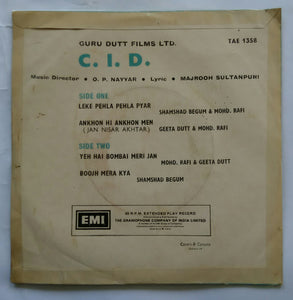 GURU DUTT FILMS LTD. TAE 1358
C. I. D.
Music Director • O. P. NAYYAR • Lyric • MAJROOH SULTANPURI
SIDE ONE
LEKE PEHLA PEHLA PYAR
SHAMSHAD BEGUM & MOHD. RAFI
ANKHON HI ANKHON MEN
(JAN NISAR AKHTAR) GEETA DUTT & MOHD. RAFI
SIDE TWO
YEH HAI BOMBAI MERI JAN
MOHD. RAFI & GEETA DUTT
BOOJH MERA KYA
SHAMSHAD BEGUM
EMI
45 R.P.M. EXTENDED PLAY RECORD
THE GRAMOPHONE COMPANY OF INDIA LIMITED